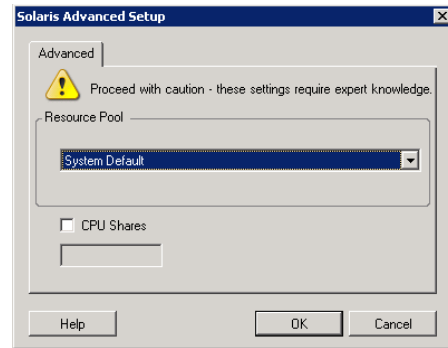 Solaris Advanced Setup
Advanced
Proceed with caution - these settings require expert knowledge.
Resource Pool
System Default
CPU Shares
Help
OK
Cancel